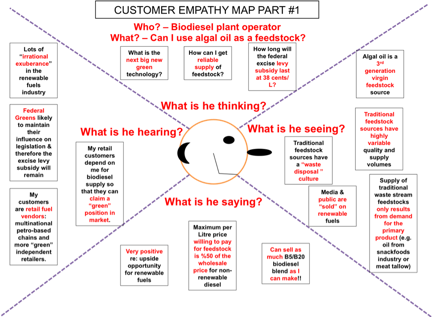 CUSTOMER EMPATHY MAP PART #1
Who? – Biodiesel plant operator
What? – Can I use algal oil as a feedstock?
Lots of
"irrational
exuberance"
in the
renewable
fuels
industry
What is the
next big new
green
technology?
How can I get
reliable
supply of
feedstock?
How long will
the federal
excise levy
subsidy last
at 38 cents/
L?
Algal oil is a
3rd
generation
virgin
feedstock
source
What is he thinking?
Federal
Greens likely
to maintain
their
influence on
legislation &
therefore the
excise levy
subsidy will
remain
What is he hearing?
What is he seeing?
Traditional
feedstock
sources have
highly
variable
quality and
supply
volumes
My retail
customers
depend on
me for
biodiesel
supply so
that they can
claim a
"green"
position in
market.
Traditional
feedstock
sources have
a "waste
disposal "
culture
My
customers
are retail fuel
vendors:
multinational
petro-based
chains and
more "green"
independent
retailers.
What is he saying?
Media &
public are
"sold" on
renewable
fuels
Supply of
traditional
waste stream
feedstocks
only results
from demand
for the
primary
product (e.g.
oil from
snackfoods
industry or
meat tallow)
Very positive
re: upside
opportunity
for renewable
fuels
Maximum per
Litre price
willing to pay
for feedstock
is %50 of the
wholesale
price for non-
renewable
diesel
Can sell as
much B5/B20
biodiesel
blend as I
can make!!